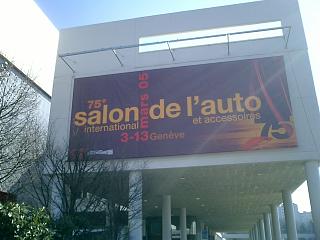 75e
salon de l'auto
international
et accessoires
3-13 mars 05
Genève
75